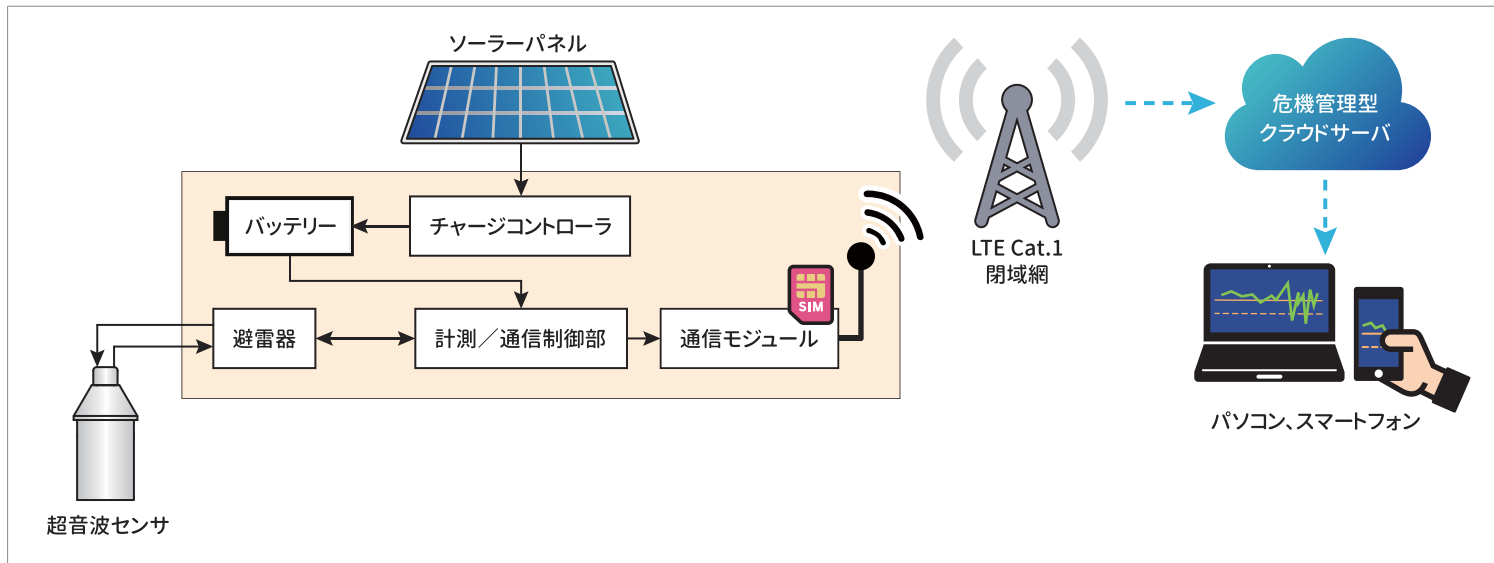 ソーラーパネル
危機管理型
クラウドサーバ
バッテリー
チャージコントローラ
LTE Cat.1
閉域網
SIM
避雷器
計測／通信制御部
通信モジュール
パソコン、スマートフォン
超音波センサ